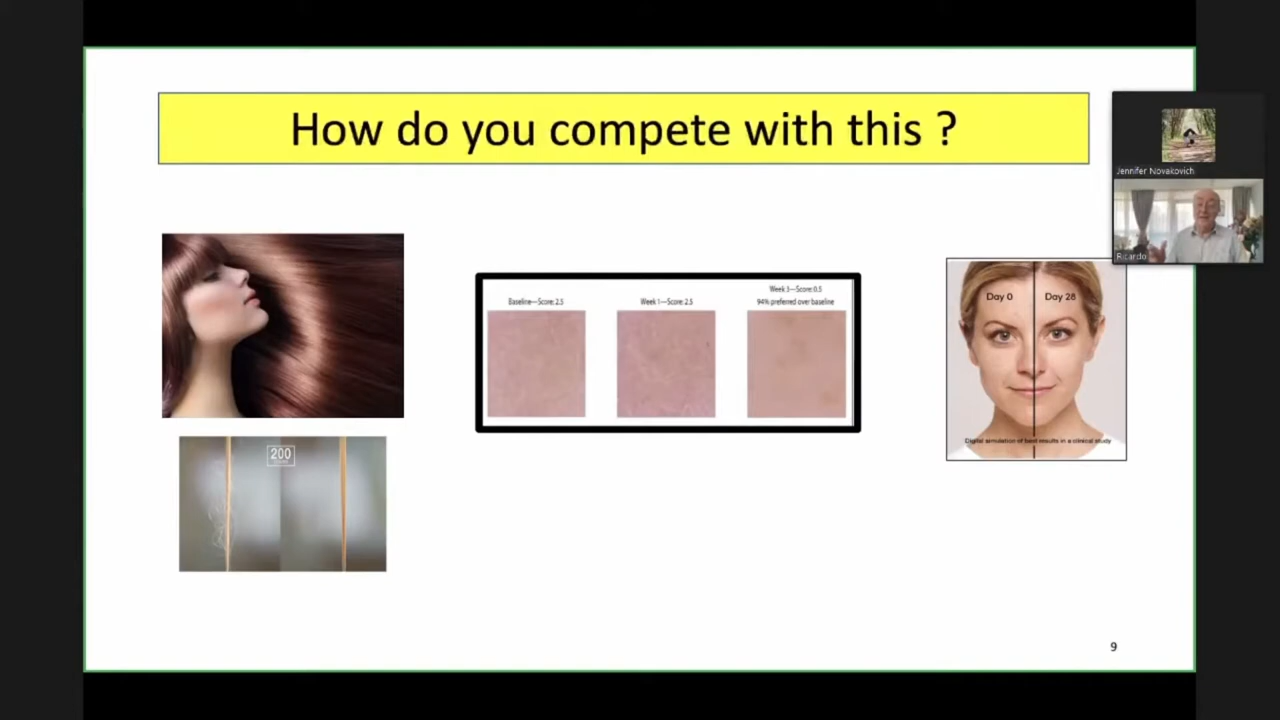 How do you compete with this ?
Jennifer Novakovich
Ricardo
Baseline—Score: 2.5
Week 1—Score: 2.5
Week 3—Score: 0.5
94% preferred over baseline
Day 0
Day 28
Digital simulation of best results in a clinical study
200
9